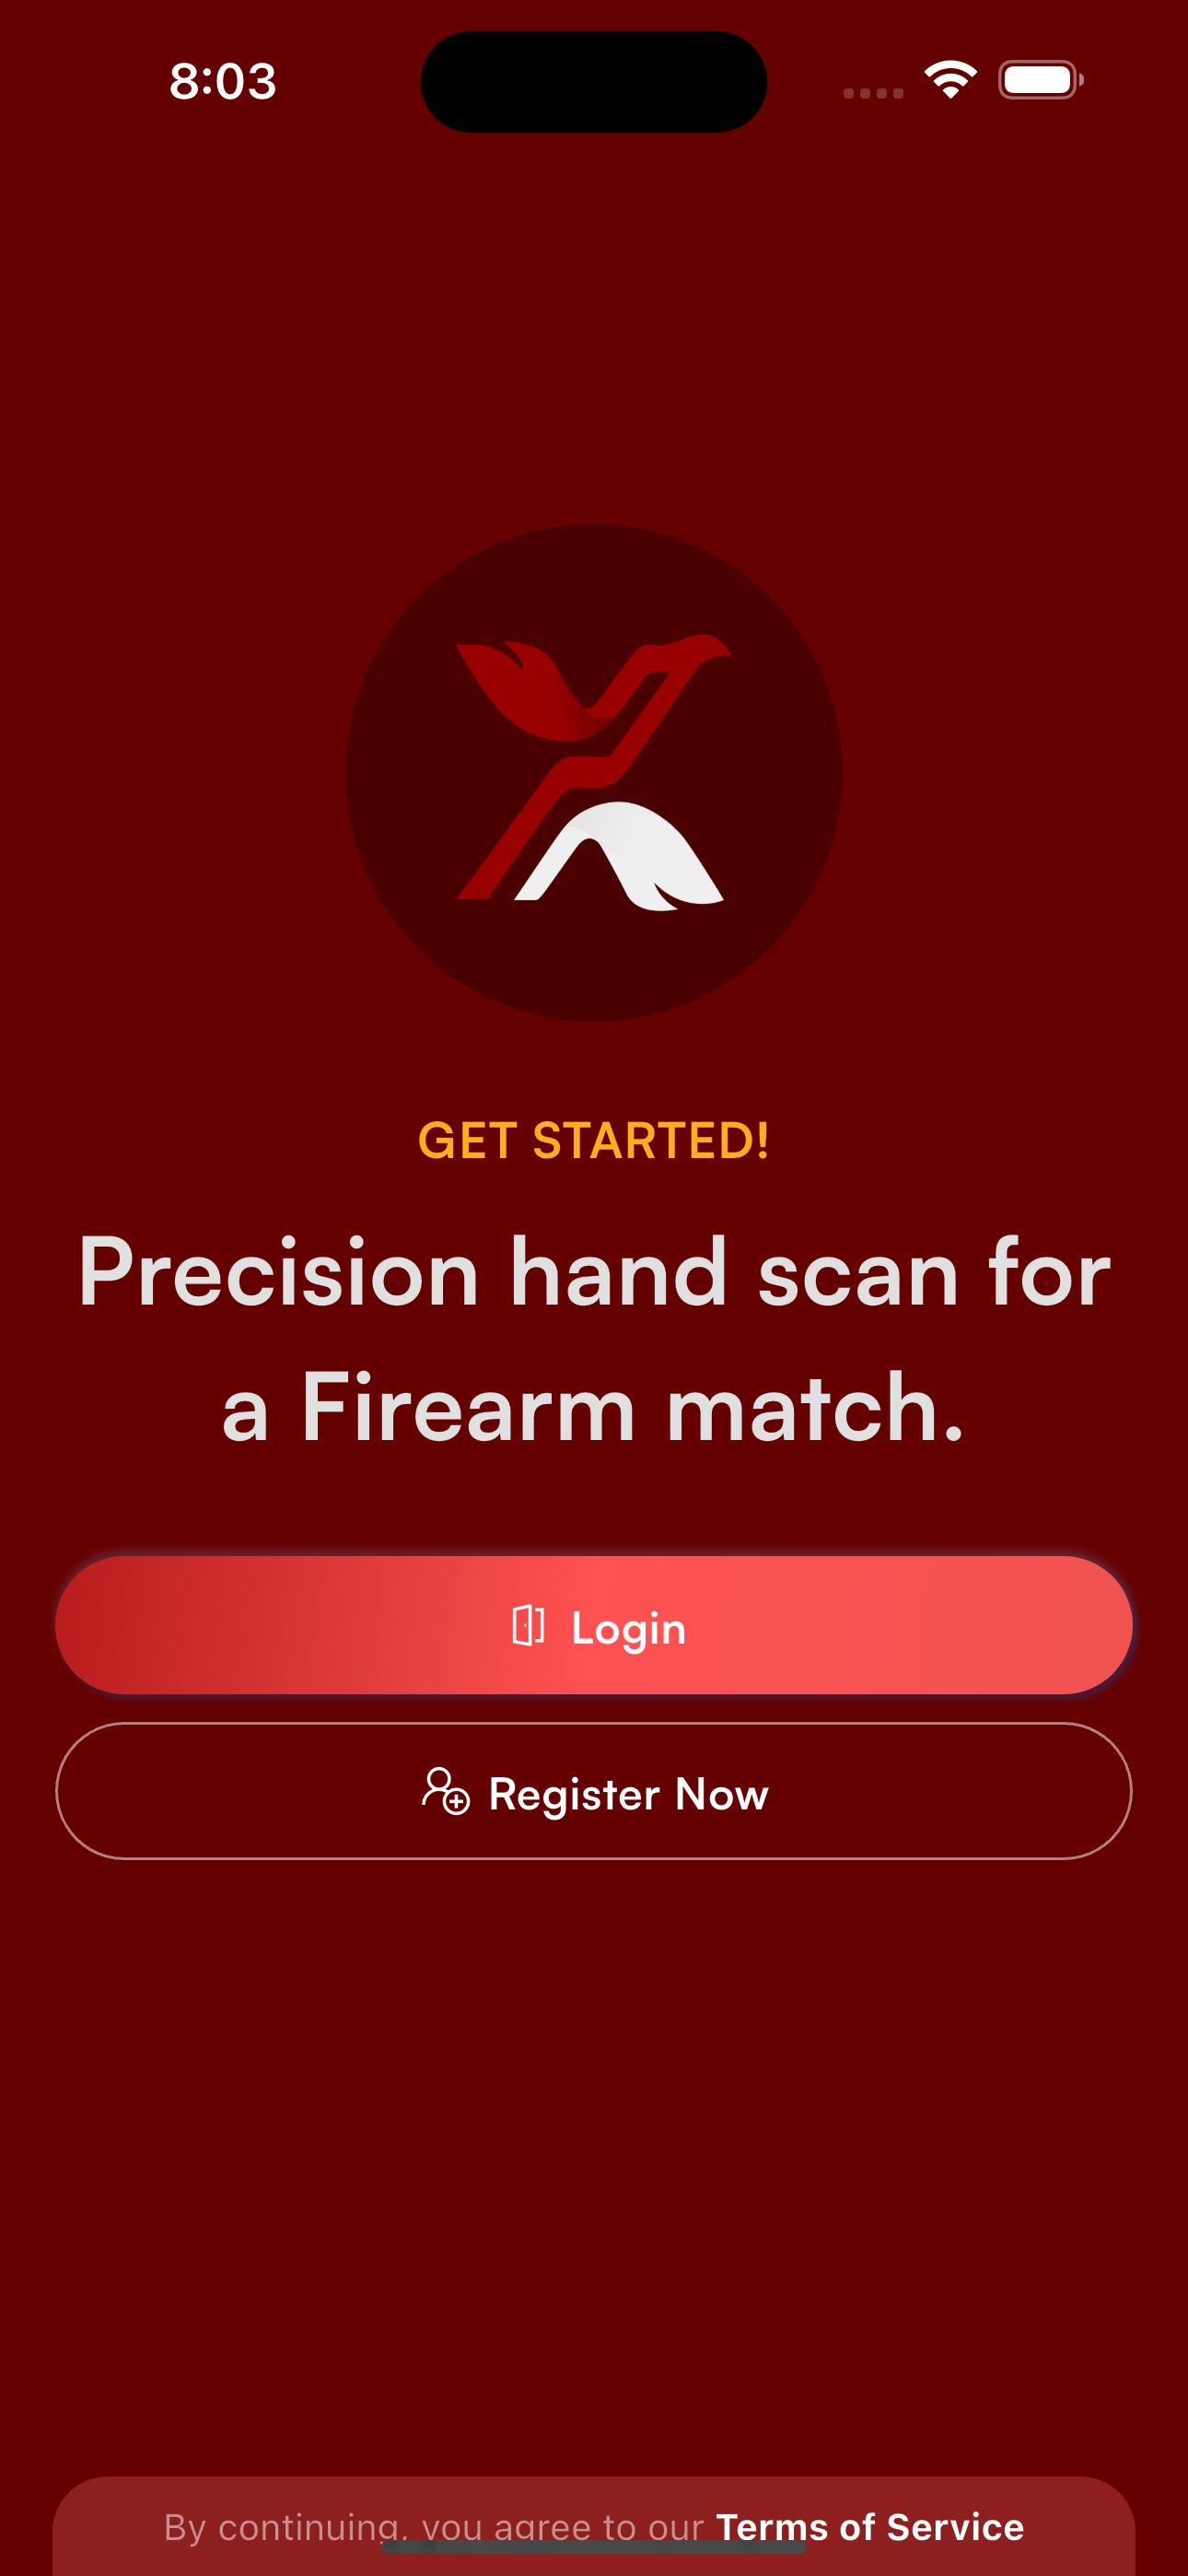 8:03
GET STARTED!
Precision hand scan for
a Firearm match.
Login
Register Now
By continuing, you agree to our Terms of Service